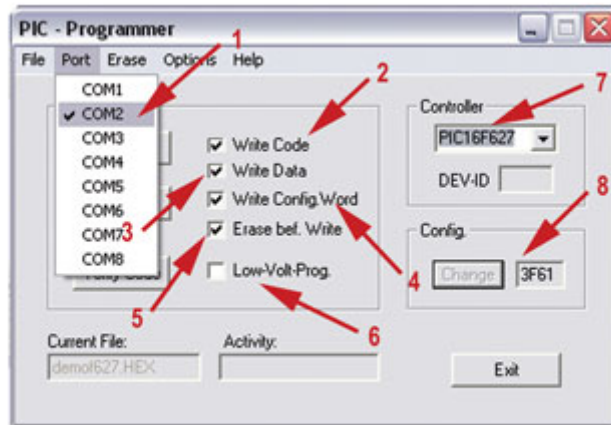 PIC - Programmer
File Port Erase Options Help
1
2
7
COM1
COM2
COM3
COM4
COM5
COM6
COM7
COM8
Write Code
Write Data
Write Config.Word
Erase bef. Write
Low-Volt-Prog.
3
5
4
6
Controller
PIC16F627
DEV-ID
8
Config.
Change 3F61
Code
Current File:
demof627.HEX
Activity:
Exit